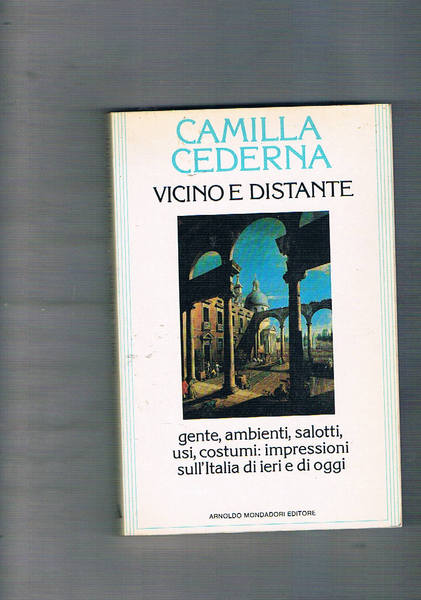 CAMILLA
CEDERNA
VICINO E DISTANTE
gente, ambienti, salotti,
usi, costumi: impressioni
sull'Italia di ieri e di oggi
ARNOLDO MONDADORI EDITORE